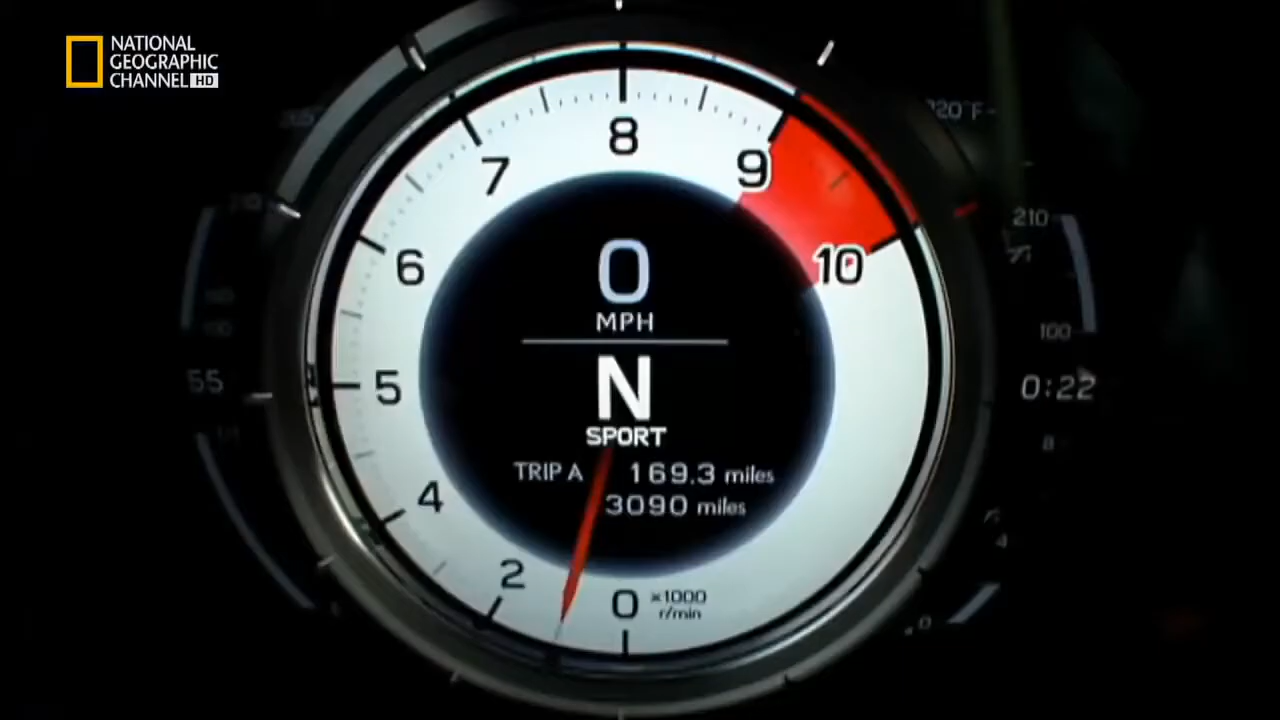 NATIONAL
GEOGRAPHIC
CHANNEL HD
8
7
9
6
10
5
4
2
0
0
MPH
N
SPORT
TRIP A 169.3 miles
3090 miles
x1000
r/min
210
100
0:22
55